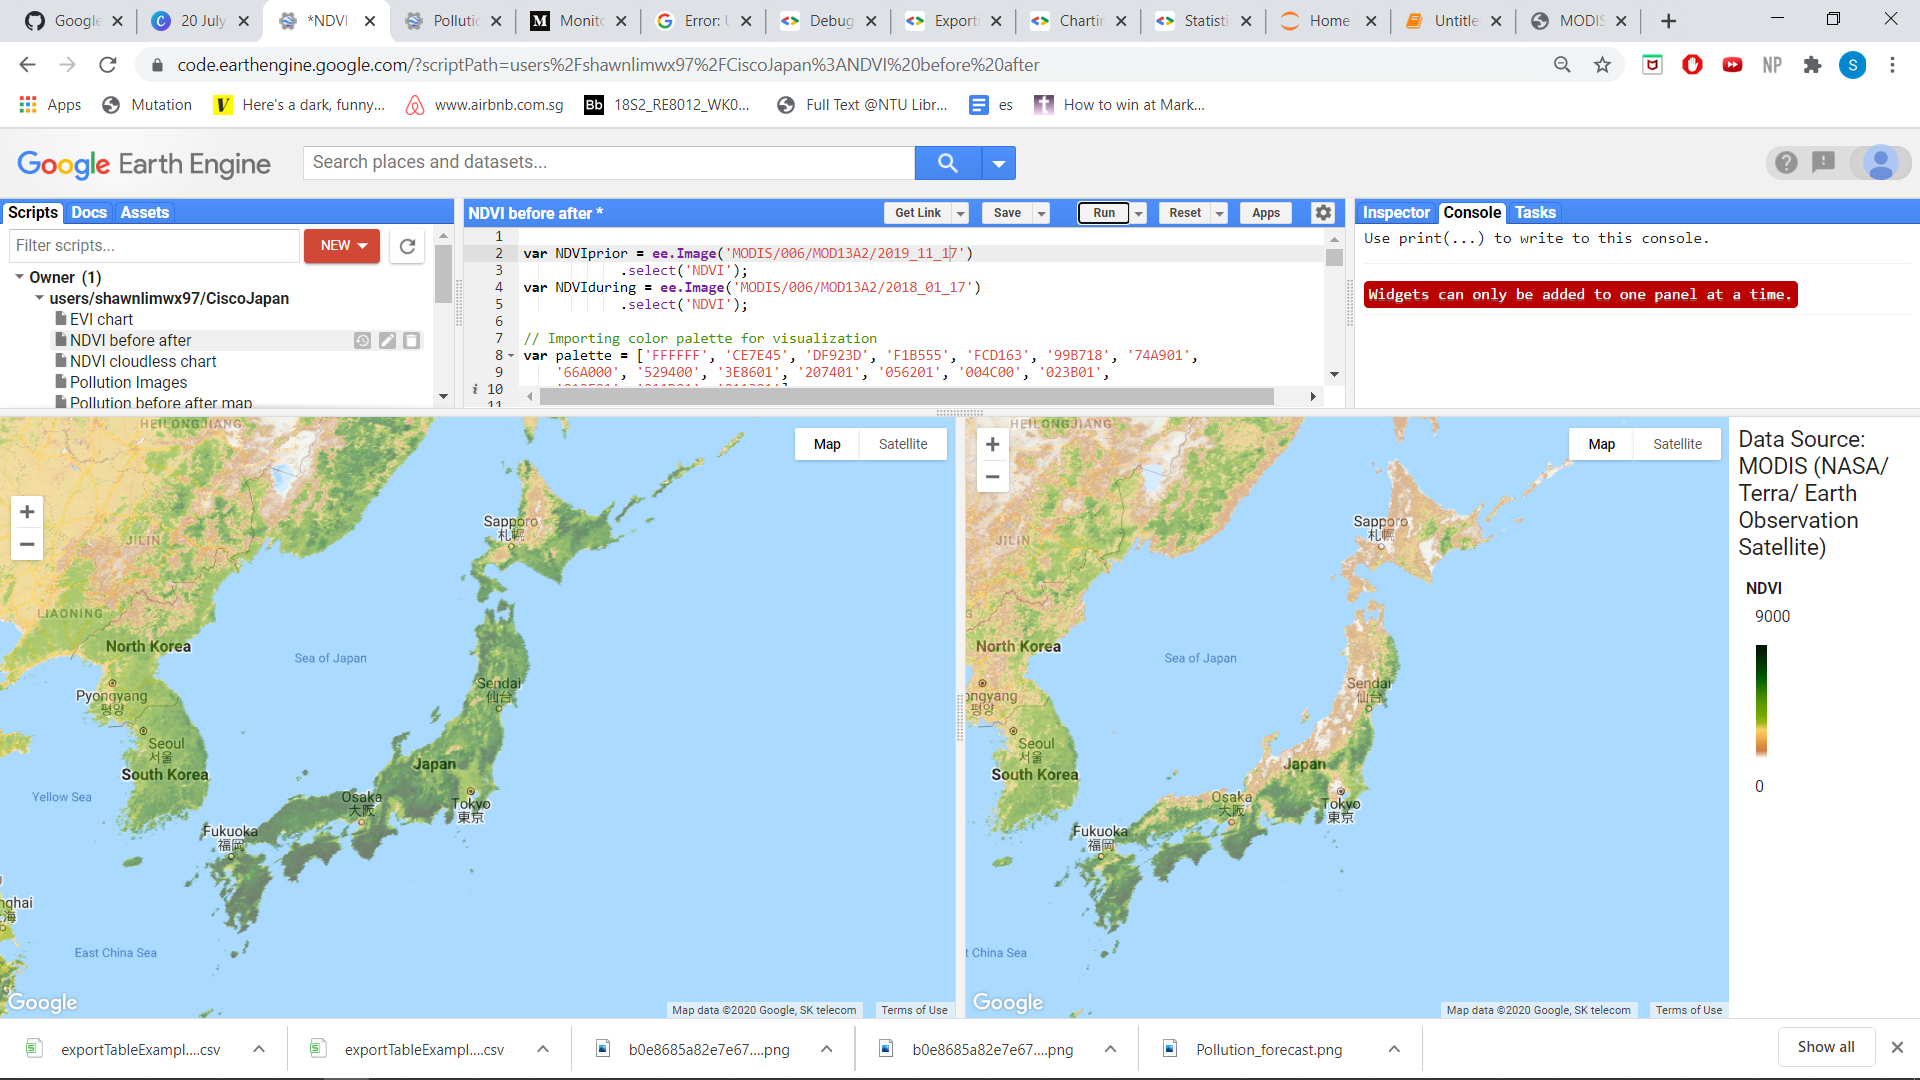 Google
20 July
*NDVI
Pollutic
Monito
Error: U
Debug
Exporti
Chartin
Statisti
Home
Untitle
MODIS
code.earthengine.google.com/?scriptPath=users%2Fshawnlimwx97%2FCiscoJapan%3ANDVI%20before%20after
NP
S
Apps
Mutation
Here's a dark, funny...
www.airbnb.com.sg
Bb 18S2_RE8012_WK0...
Full Text @NTU Libr...
es
How to win at Mark...
Google Earth Engine
Search places and datasets...
Scripts Docs Assets
Filter scripts...
NEW
Owner (1)
users/shawnlimwx97/CiscoJapan
EVI chart
NDVI before after
NDVI cloudless chart
Pollution Images
Pollution before after map
NDVI before after *
Get Link
Save
Run
Reset
Apps
1
2 var NDVIprior = ee.Image('MODIS/006/MOD13A2/2019_11_17')
3 .select('NDVI');
4 var NDVIduring = ee.Image('MODIS/006/MOD13A2/2018_01_17')
5 .select('NDVI');
6
7 // Importing color palette for visualization
8 var palette = ['FFFFFF', 'CE7E45', 'DF923D', 'F1B555', 'FCD163', '99B718', '74A901',
9 '66A000', '529400', '3E8601', '207401', '056201', '004C00', '023B01',
10
11
Inspector Console Tasks
Use print(...) to write to this console.
Widgets can only be added to one panel at a time.
HEILONGJIANG
JILIN
LIAONING
North Korea
Pyongyang
평양
Seoul
서울
South Korea
Yellow Sea
Sea of Japan
Sapporo
札幌
Sendai
仙台
Japan
Osaka
大阪
Tokyo
東京
Fukuoka
福岡
nghai
海
East China Sea
Google
Map Satellite
Map data ©2020 Google, SK telecom
Terms of Use
HEILONGJIANG
JILIN
North Korea
ongyang
평양
Seoul
서울
South Korea
Sea of Japan
Sapporo
札幌
Sendai
仙台
Japan
Osaka
大阪
Tokyo
東京
Fukuoka
福岡
t China Sea
Google
Map Satellite
Map data ©2020 Google, SK telecom
Terms of Use
Data Source:
MODIS (NASA/
Terra/ Earth
Observation
Satellite)
NDVI
9000
0
exportTableExampl....csv
exportTableExampl....csv
b0e8685a82e7e67....png
b0e8685a82e7e67....png
Pollution_forecast.png
Show all